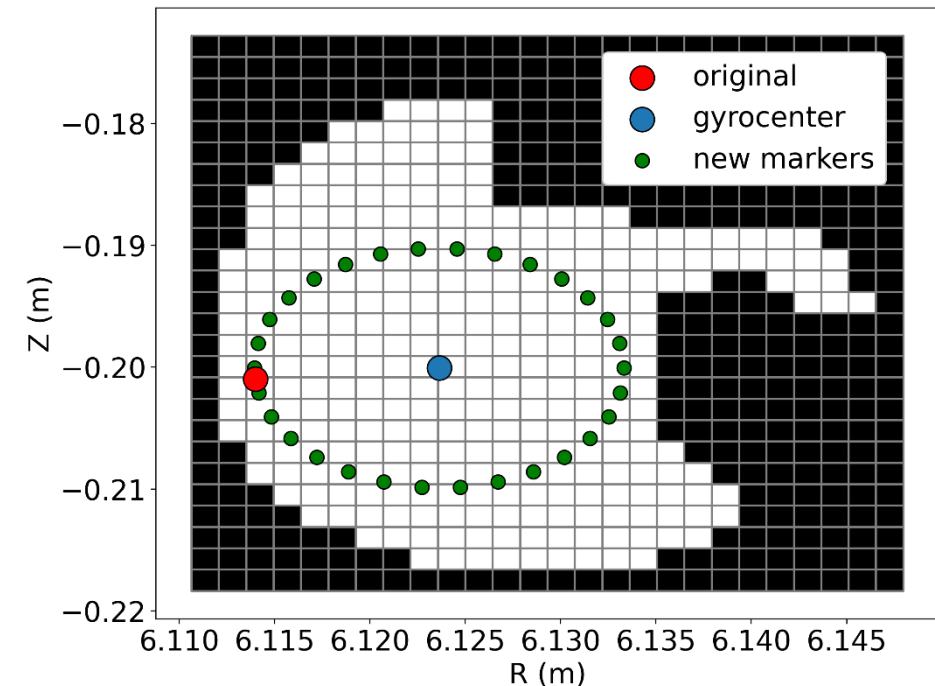 original
gyrocenter
new markers
−0.18
−0.19
−0.20
−0.21
−0.22
Z (m)
6.110 6.115 6.120 6.125 6.130 6.135 6.140 6.145
R (m)